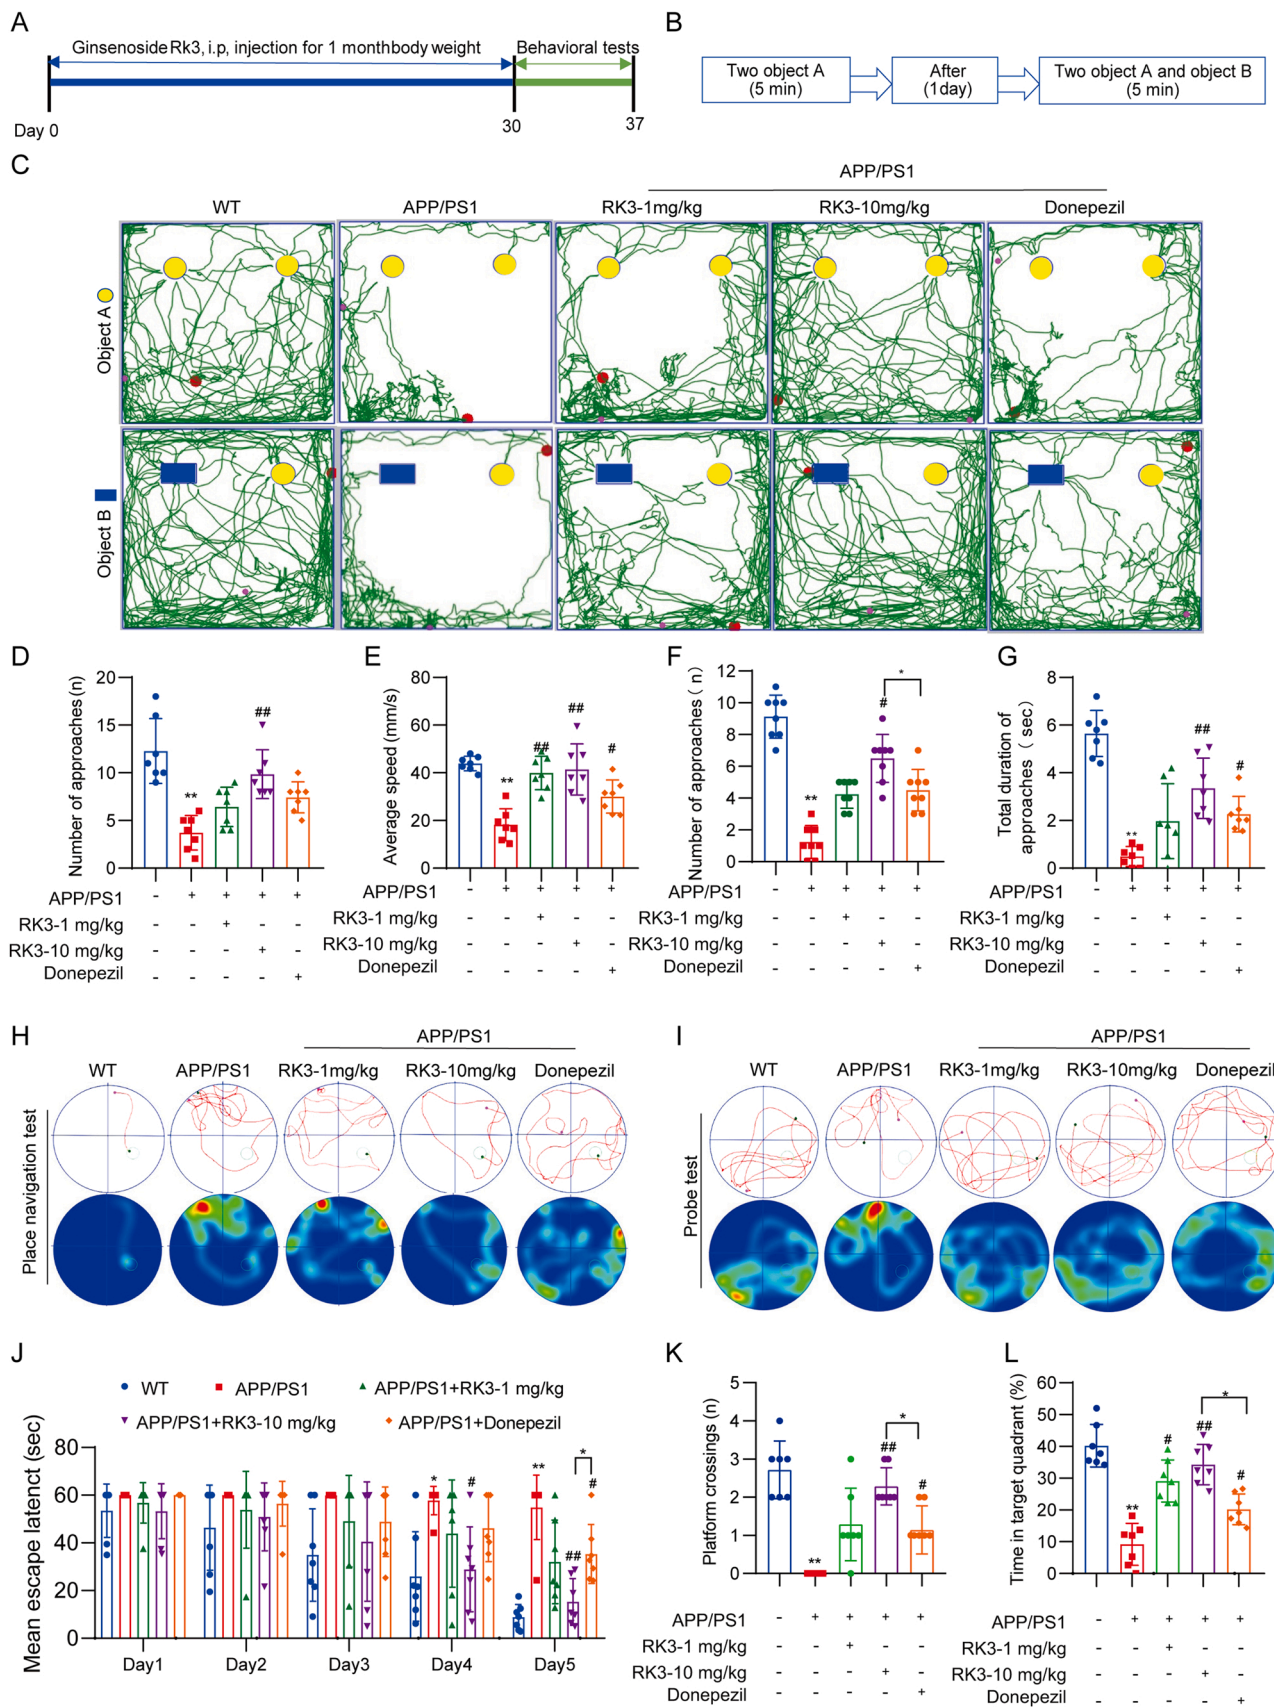 A
Ginsenoside Rk3, i.p, injection for 1 monthbody weight
Behavioral tests
Day 0
30
37
B
Two object A
(5 min)
After
(1day)
Two object A and object B
(5 min)
C
APP/PS1
WT
APP/PS1
RK3-1mg/kg
RK3-10mg/kg
Donepezil
Object A
Object B
D
Number of approaches (n)
20
15
10
5
0
**
##
APP/PS1 - + + + +
RK3-1 mg/kg - - + - -
RK3-10 mg/kg - - - + -
Donepezil - - - - +
E
Average speed (mm/s)
80
60
40
20
0
**
##
##
#
APP/PS1 - + + + +
RK3-1 mg/kg - - + - -
RK3-10 mg/kg - - - + -
Donepezil - - - - +
F
Number of approaches ( n)
12
10
8
6
4
2
0
**
#
*
APP/PS1 - + + + +
RK3-1 mg/kg - - + - -
RK3-10 mg/kg - - - + -
Donepezil - - - - +
G
Total duration of
approaches ( sec)
8
6
4
2
0
**
##
#
APP/PS1 - + + + +
RK3-1 mg/kg - - + - -
RK3-10 mg/kg - - - + -
Donepezil - - - - +
H
APP/PS1
WT
APP/PS1
RK3-1mg/kg
RK3-10mg/kg
Donepezil
Place navigation test
I
APP/PS1
WT
APP/PS1
RK3-1mg/kg
RK3-10mg/kg
Donepezil
Probe test
J
WT
APP/PS1
APP/PS1+RK3-1 mg/kg
APP/PS1+RK3-10 mg/kg
APP/PS1+Donepezil
Mean escape latenct (sec)
80
60
40
20
0
*
#
**
##
*
#
Day1
Day2
Day3
Day4
Day5
K
Platform crossings (n)
5
4
3
2
1
0
**
##
*
#
APP/PS1 - + + + +
RK3-1 mg/kg - - + - -
RK3-10 mg/kg - - - + -
Donepezil - - - - +
L
Time in target quadrant (%)
60
50
40
30
20
10
0
**
#
##
*
#
APP/PS1 - + + + +
RK3-1 mg/kg - - + - -
RK3-10 mg/kg - - - + -
Donepezil - - - - +